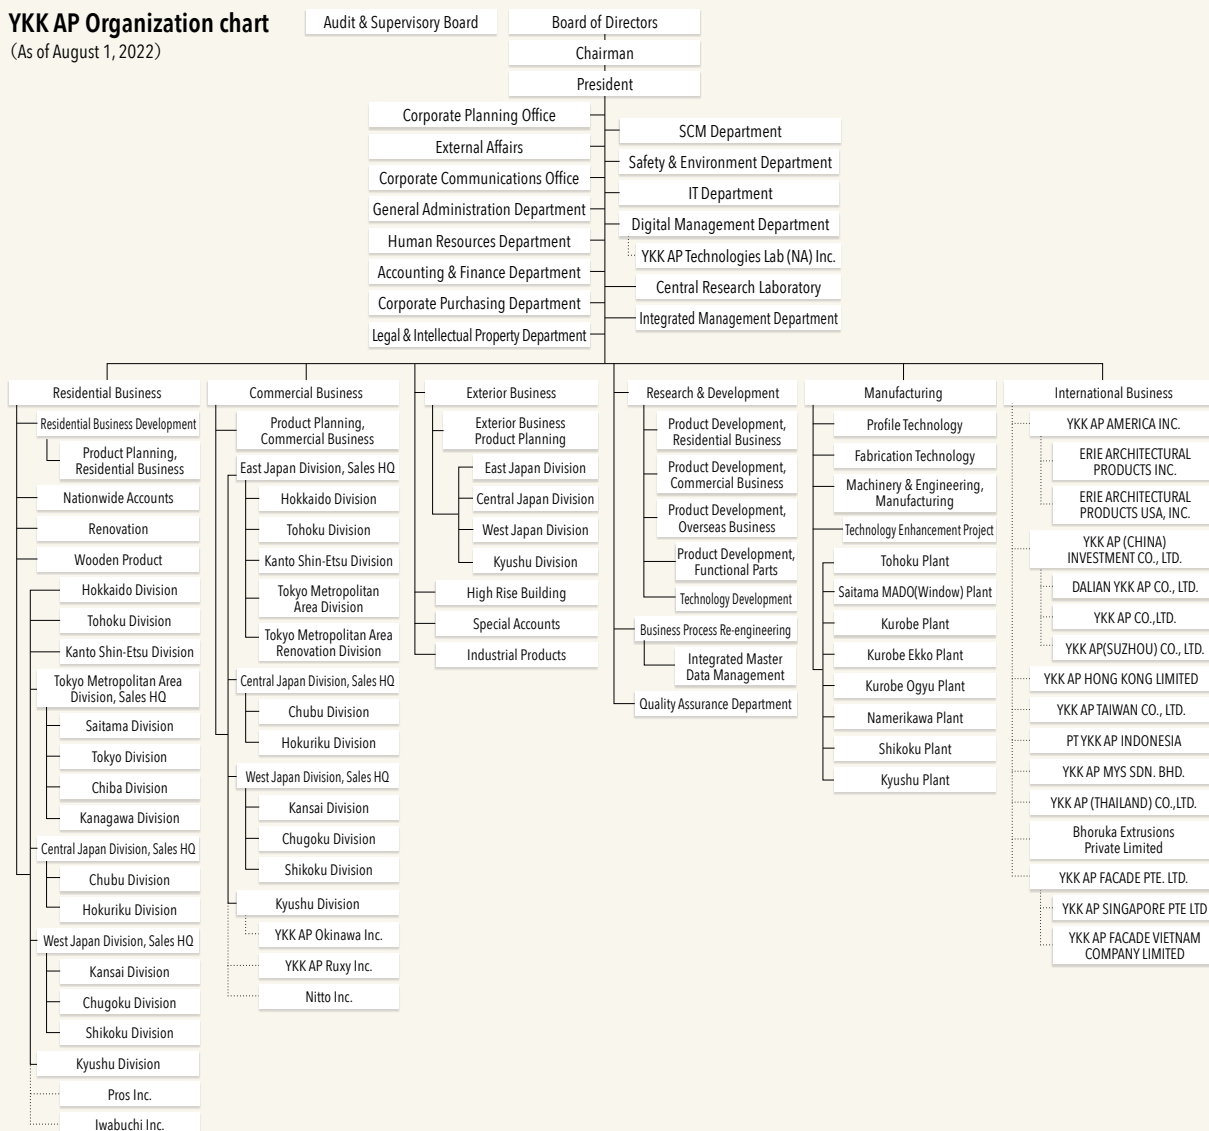 YKK AP Organization chart
（As of August 1, 2022）
Audit & Supervisory Board
Board of Directors
Chairman
President
Corporate Planning Office
External Affairs
Corporate Communications Office
General Administration Department
Human Resources Department
Accounting & Finance Department
Corporate Purchasing Department
Legal & Intellectual Property Department
SCM Department
Safety & Environment Department
IT Department
Digital Management Department
YKK AP Technologies Lab (NA) Inc.
Central Research Laboratory
Integrated Management Department
Residential Business
Residential Business Development
Product Planning,
Residential Business
Nationwide Accounts
Renovation
Wooden Product
Hokkaido Division
Tohoku Division
Kanto Shin-Etsu Division
Tokyo Metropolitan Area
Division, Sales HQ
Saitama Division
Tokyo Division
Chiba Division
Kanagawa Division
Central Japan Division, Sales HQ
Chubu Division
Hokuriku Division
West Japan Division, Sales HQ
Kansai Division
Chugoku Division
Shikoku Division
Kyushu Division
Pros Inc.
Iwabuchi Inc.
Commercial Business
Product Planning,
Commercial Business
East Japan Division, Sales HQ
Hokkaido Division
Tohoku Division
Kanto Shin-Etsu Division
Tokyo Metropolitan
Area Division
Tokyo Metropolitan Area
Renovation Division
Central Japan Division, Sales HQ
Chubu Division
Hokuriku Division
West Japan Division, Sales HQ
Kansai Division
Chugoku Division
Shikoku Division
Kyushu Division
YKK AP Okinawa Inc.
YKK AP Ruxy Inc.
Nitto Inc.
Exterior Business
Exterior Business
Product Planning
East Japan Division
Central Japan Division
West Japan Division
Kyushu Division
High Rise Building
Special Accounts
Industrial Products
Research & Development
Product Development,
Residential Business
Product Development,
Commercial Business
Product Development,
Overseas Business
Product Development,
Functional Parts
Technology Development
Business Process Re-engineering
Integrated Master
Data Management
Quality Assurance Department
Manufacturing
Profile Technology
Fabrication Technology
Machinery & Engineering,
Manufacturing
Technology Enhancement Project
Tohoku Plant
Saitama MADO(Window) Plant
Kurobe Plant
Kurobe Ekko Plant
Kurobe Ogyu Plant
Namerikawa Plant
Shikoku Plant
Kyushu Plant
International Business
YKK AP AMERICA INC.
ERIE ARCHITECTURAL
PRODUCTS INC.
ERIE ARCHITECTURAL
PRODUCTS USA, INC.
YKK AP (CHINA)
INVESTMENT CO., LTD.
DALIAN YKK AP CO., LTD.
YKK AP CO.,LTD.
YKK AP(SUZHOU) CO., LTD.
YKK AP HONG KONG LIMITED
YKK AP TAIWAN CO., LTD.
PT YKK AP INDONESIA
YKK AP MYS SDN. BHD.
YKK AP (THAILAND) CO.,LTD.
Bhoruka Extrusions
Private Limited
YKK AP FACADE PTE. LTD.
YKK AP SINGAPORE PTE LTD
YKK AP FACADE VIETNAM
COMPANY LIMITED